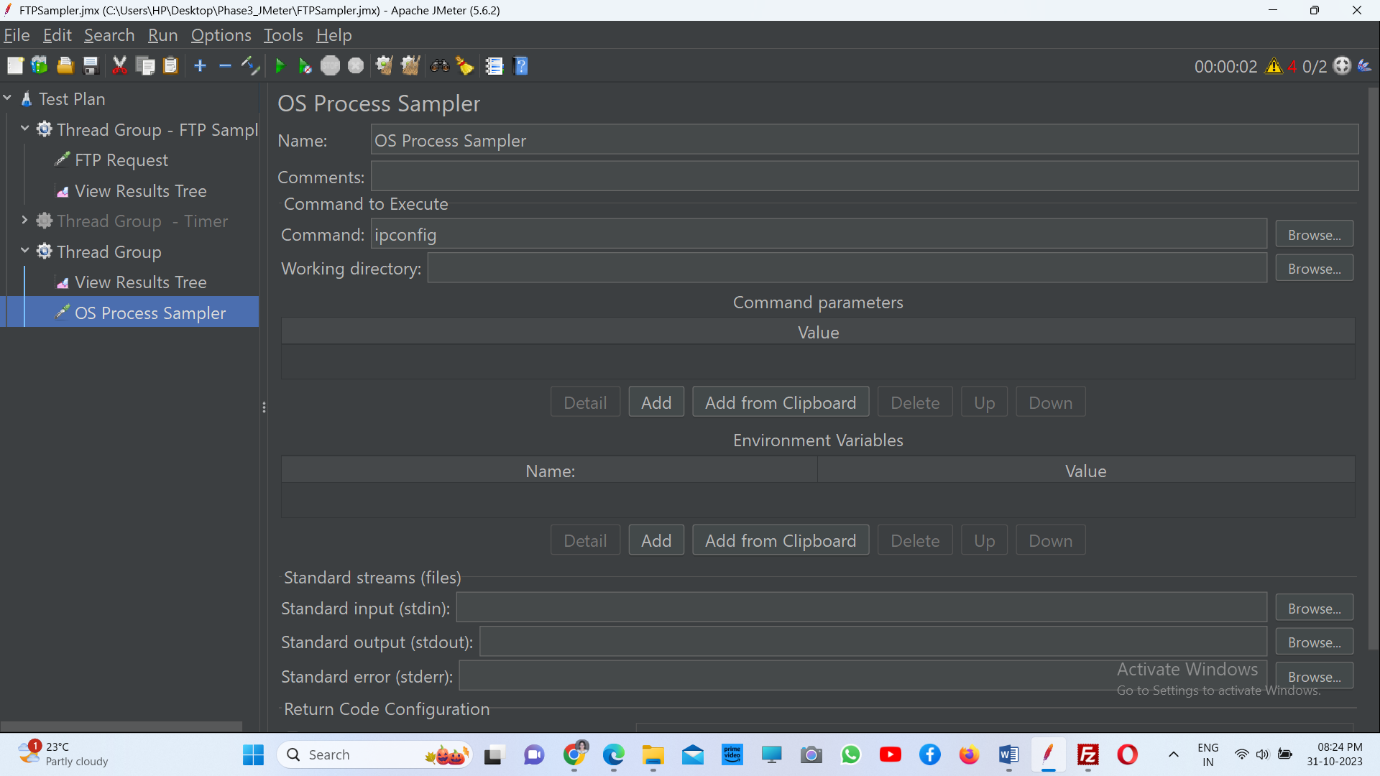 FTPSampler.jmx (C:\Users\HP\Desktop\Phase3_JMeter\FTPSampler.jmx) - Apache JMeter (5.6.2)
File Edit Search Run Options Tools Help
00:00:02 4 0/2
Test Plan
Thread Group - FTP Sampl
FTP Request
View Results Tree
Thread Group - Timer
Thread Group
View Results Tree
OS Process Sampler
OS Process Sampler
Name: OS Process Sampler
Comments:
Command to Execute
Command: ipconfig Browse...
Working directory: Browse...
Command parameters
Value
Detail Add Add from Clipboard Delete Up Down
Environment Variables
Name: Value
Detail Add Add from Clipboard Delete Up Down
Standard streams (files)
Standard input (stdin): Browse...
Standard output (stdout): Browse...
Standard error (stderr): Browse...
Activate Windows
Go to Settings to activate Windows.
Return Code Configuration
1 23°C
Partly cloudy
Search
prime video
ENG
IN
08:24 PM
31-10-2023